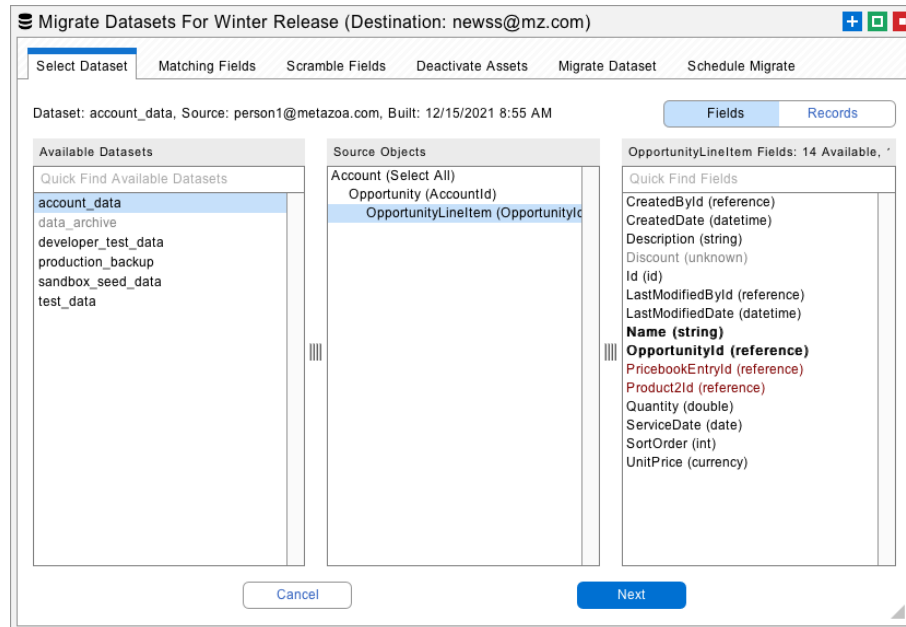 Migrate Datasets For Winter Release (Destination: newss@mz.com)
Select Dataset
Matching Fields
Scramble Fields
Deactivate Assets
Migrate Dataset
Schedule Migrate
Dataset: account_data, Source: person1@metazoa.com, Built: 12/15/2021 8:55 AM
Fields
Records
Available Datasets
Quick Find Available Datasets
account_data
data_archive
developer_test_data
production_backup
sandbox_seed_data
test_data
Source Objects
Account (Select All)
Opportunity (AccountId)
OpportunityLineItem (OpportunityId
OpportunityLineItem Fields: 14 Available,
Quick Find Fields
CreatedById (reference)
CreatedDate (datetime)
Description (string)
Discount (unknown)
Id (id)
LastModifiedById (reference)
LastModifiedDate (datetime)
Name (string)
OpportunityId (reference)
PricebookEntryId (reference)
Product2Id (reference)
Quantity (double)
ServiceDate (date)
SortOrder (int)
UnitPrice (currency)
Cancel
Next